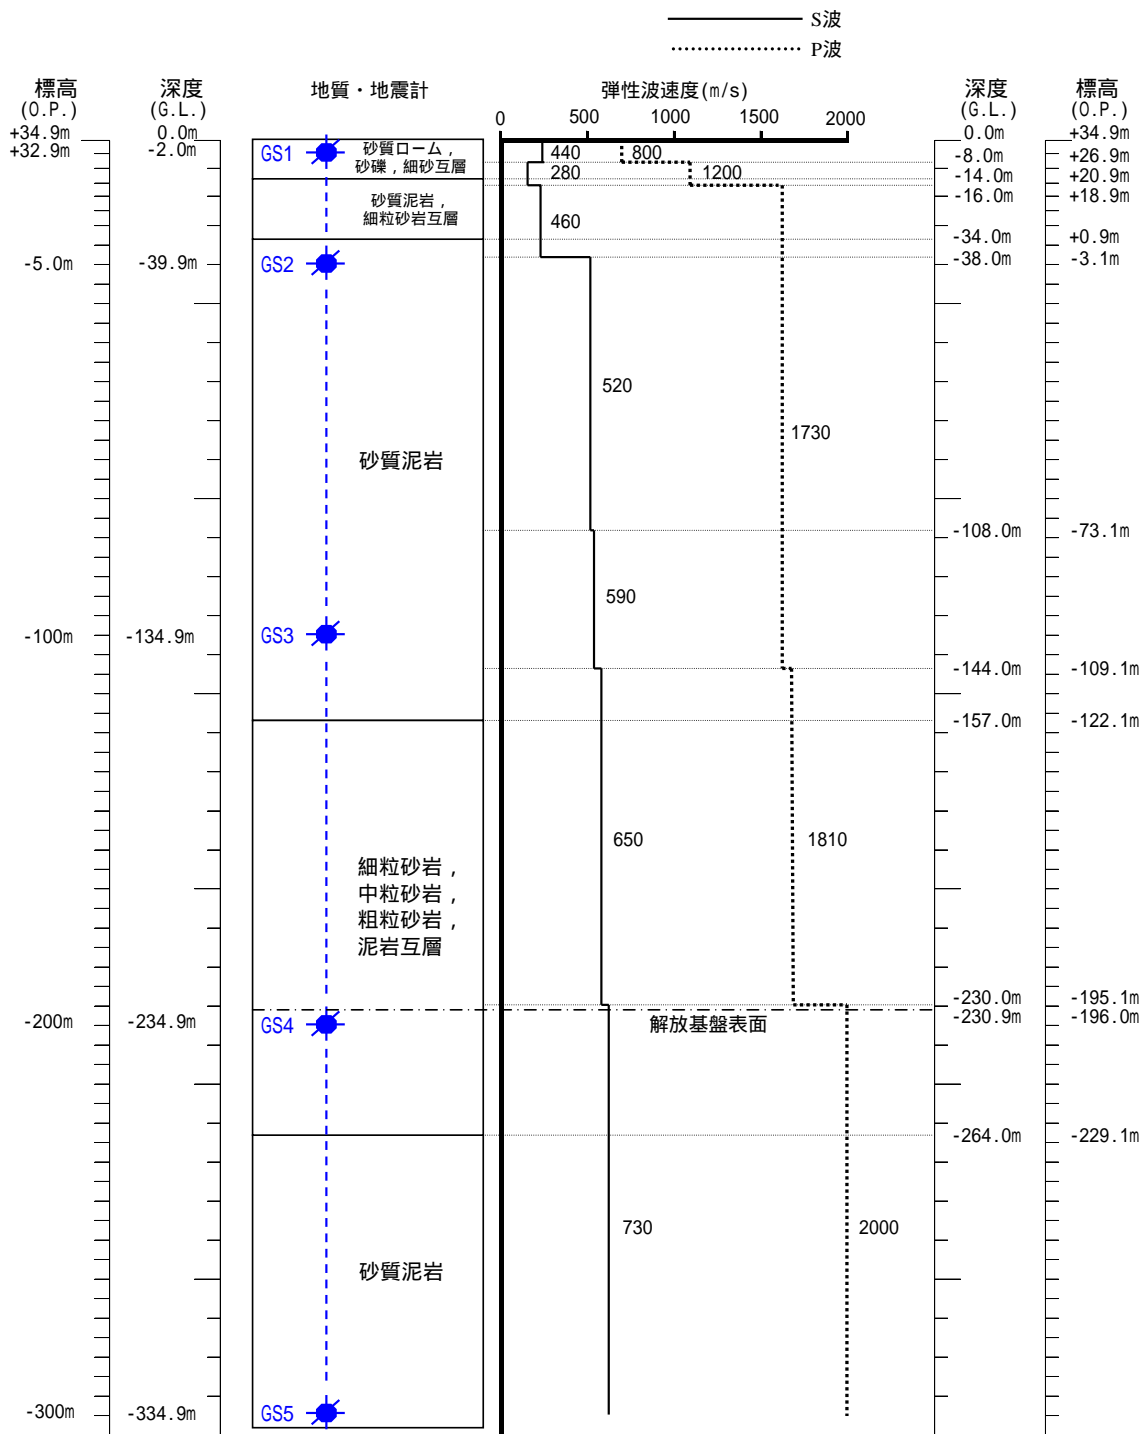 S波
P波
標高
(O.P.)
深度
(G.L.)
地質・地震計
弾性波速度(m/s)
深度
(G.L.)
標高
(O.P.)
0 500 1000 1500 2000
+34.9m 0.0m 0.0m +34.9m
+32.9m -2.0m
GS1
砂質ローム，
砂礫，細砂互層
440 800
-8.0m +26.9m
280 1200
-14.0m +20.9m
-16.0m +18.9m
砂質泥岩，
細粒砂岩互層
460
-34.0m +0.9m
-38.0m -3.1m
-5.0m -39.9m GS2
520
1730
砂質泥岩
-108.0m -73.1m
590
-100m -134.9m GS3
-144.0m -109.1m
-157.0m -122.1m
650 1810
細粒砂岩，
中粒砂岩，
粗粒砂岩，
泥岩互層
-230.0m -195.1m
-230.9m -196.0m
-200m -234.9m GS4 解放基盤表面
-264.0m -229.1m
730 2000
砂質泥岩
-300m -334.9m GS5